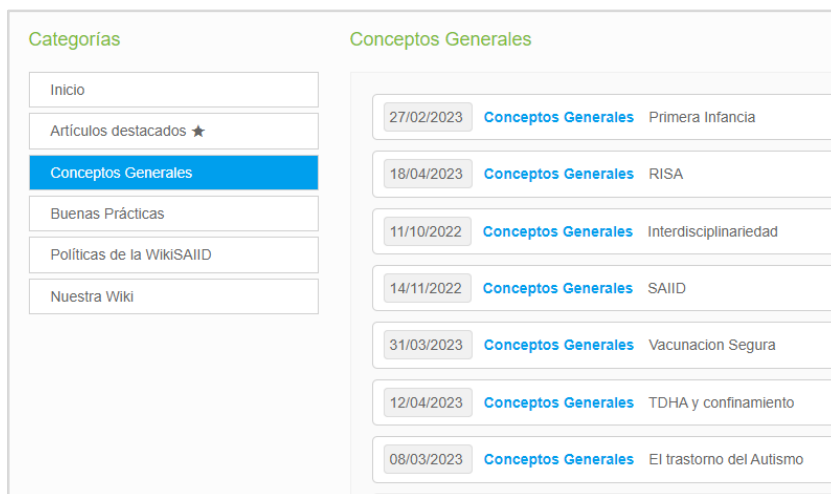 Categorías
Inicio
Artículos destacados ★
Conceptos Generales
Buenas Prácticas
Políticas de la WikiSAIID
Nuestra Wiki
Conceptos Generales
27/02/2023 Conceptos Generales Primera Infancia
18/04/2023 Conceptos Generales RISA
11/10/2022 Conceptos Generales Interdisciplinariedad
14/11/2022 Conceptos Generales SAIID
31/03/2023 Conceptos Generales Vacunacion Segura
12/04/2023 Conceptos Generales TDHA y confinamiento
08/03/2023 Conceptos Generales El trastorno del Autismo